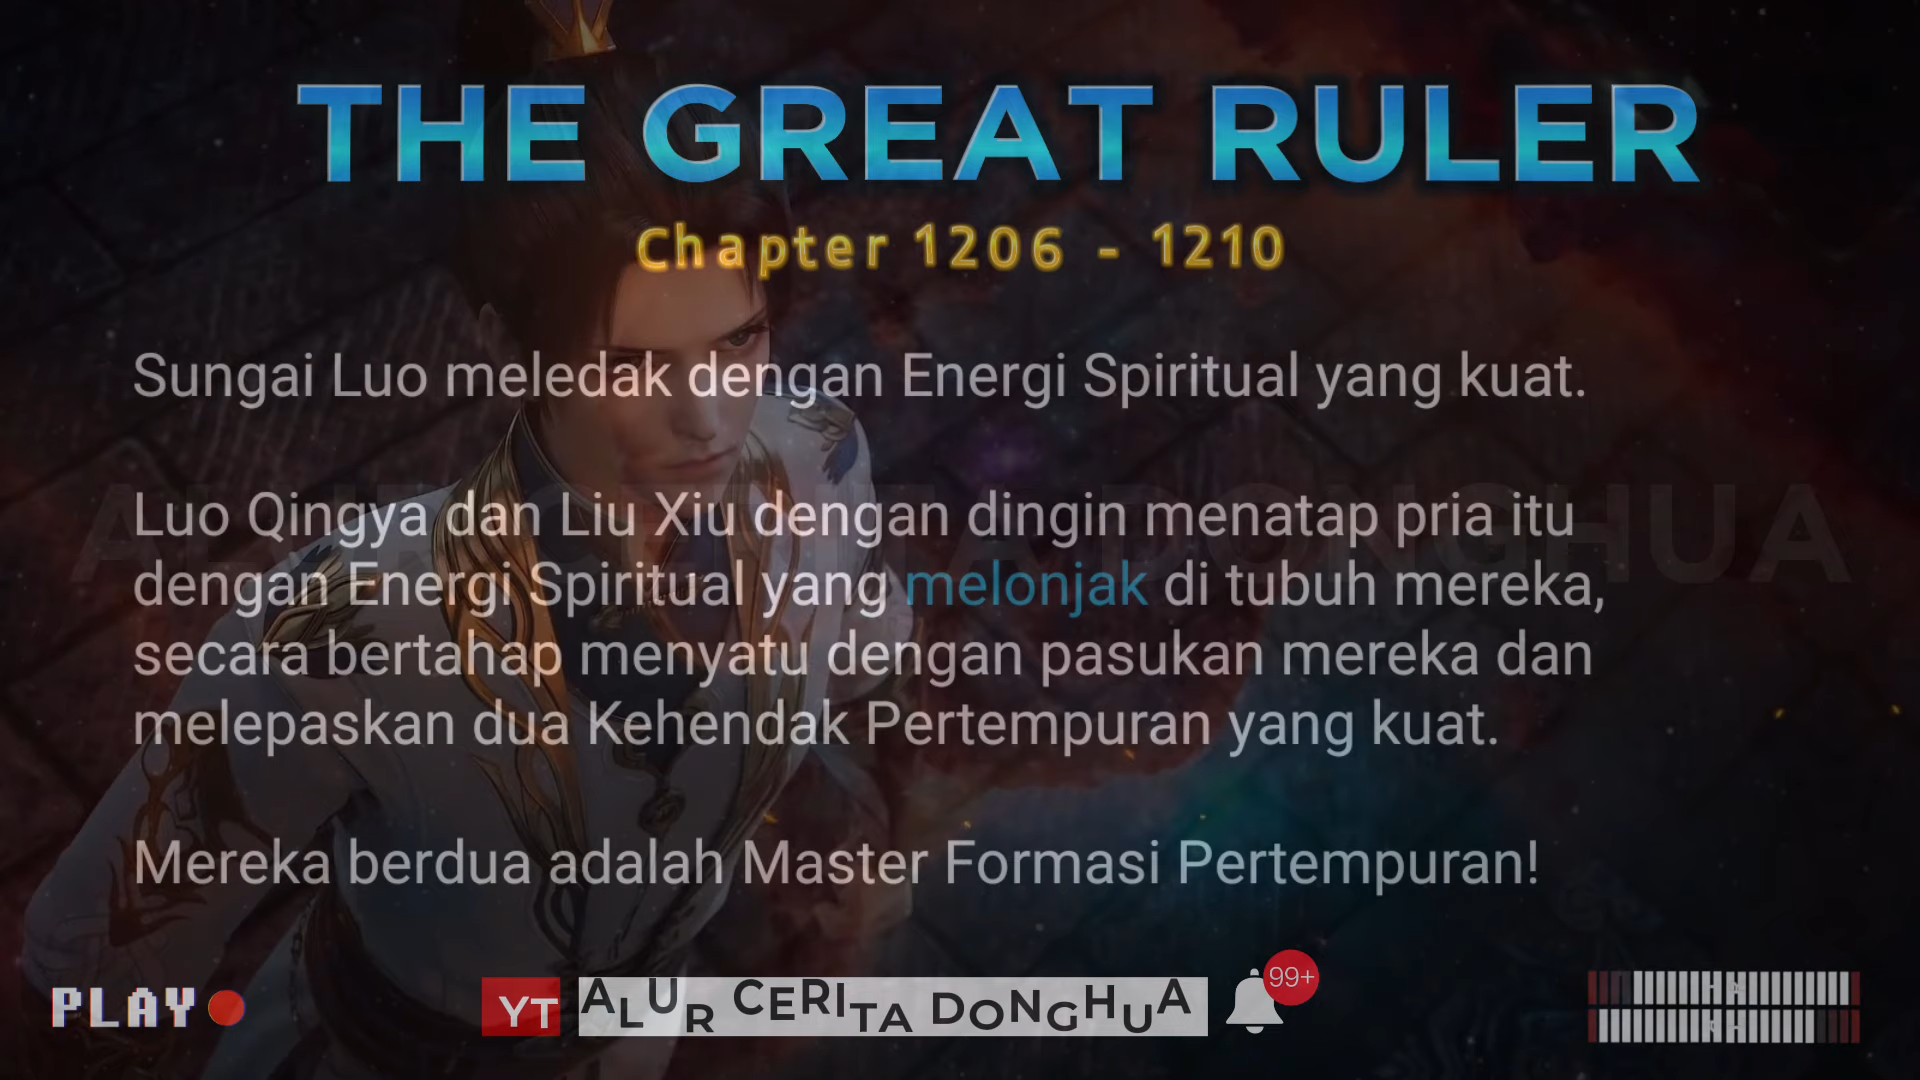 THE GREAT RULER
Chapter 1206 - 1210
Sungai Luo meledak dengan Energi Spiritual yang kuat.
ALUR CERITA DONGHUA
Luo Qingya dan Liu Xiu dengan dingin menatap pria itu
dengan Energi Spiritual yang melonjak di tubuh mereka,
secara bertahap menyatu dengan pasukan mereka dan
melepaskan dua Kehendak Pertempuran yang kuat.
Mereka berdua adalah Master Formasi Pertempuran!
PLAY
YT ALUR CERITA DONGHUA
99+